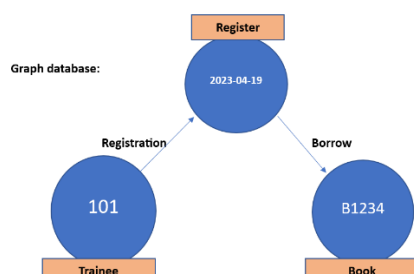 Register
Graph database:
2023-04-19
Registration
Borrow
101
B1234
Trainee
Book